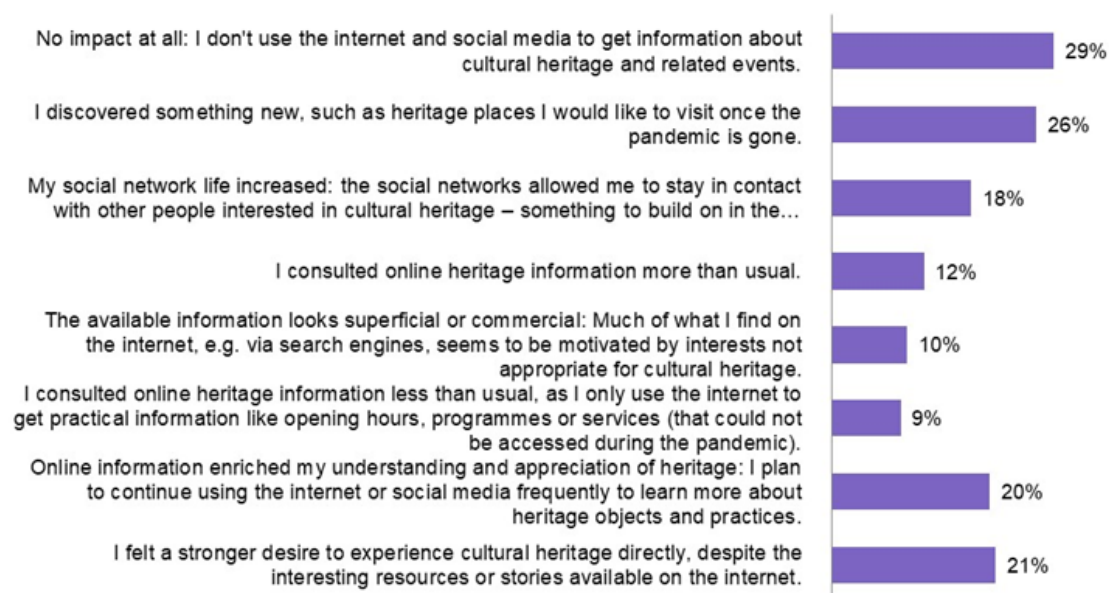 No impact at all: I don't use the internet and social media to get information about
cultural heritage and related events.
29%
I discovered something new, such as heritage places I would like to visit once the
pandemic is gone.
26%
My social network life increased: the social networks allowed me to stay in contact
with other people interested in cultural heritage – something to build on in the...
18%
I consulted online heritage information more than usual.
12%
The available information looks superficial or commercial: Much of what I find on
the internet, e.g. via search engines, seems to be motivated by interests not
appropriate for cultural heritage.
10%
I consulted online heritage information less than usual, as I only use the internet to
get practical information like opening hours, programmes or services (that could not
be accessed during the pandemic).
9%
Online information enriched my understanding and appreciation of heritage: I plan
to continue using the internet or social media frequently to learn more about
heritage objects and practices.
20%
I felt a stronger desire to experience cultural heritage directly, despite the
interesting resources or stories available on the internet.
21%